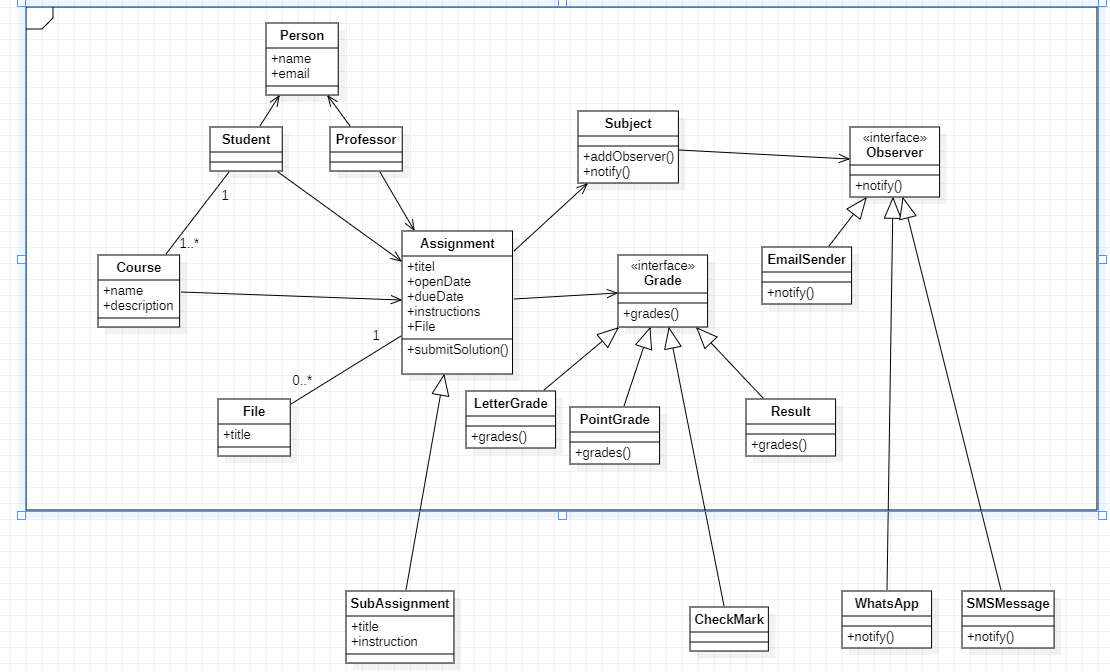 Person
+name
+email
Student
Professor
Subject
+addObserver()
+notify()
«interface»
Observer
+notify()
1
1..*
Course
+name
+description
Assignment
+titel
+openDate
+dueDate
+instructions
+File
+submitSolution()
«interface»
Grade
+grades()
EmailSender
+notify()
1
0..*
File
+title
LetterGrade
+grades()
PointGrade
+grades()
Result
+grades()
SubAssignment
+title
+instruction
CheckMark
WhatsApp
+notify()
SMSMessage
+notify()